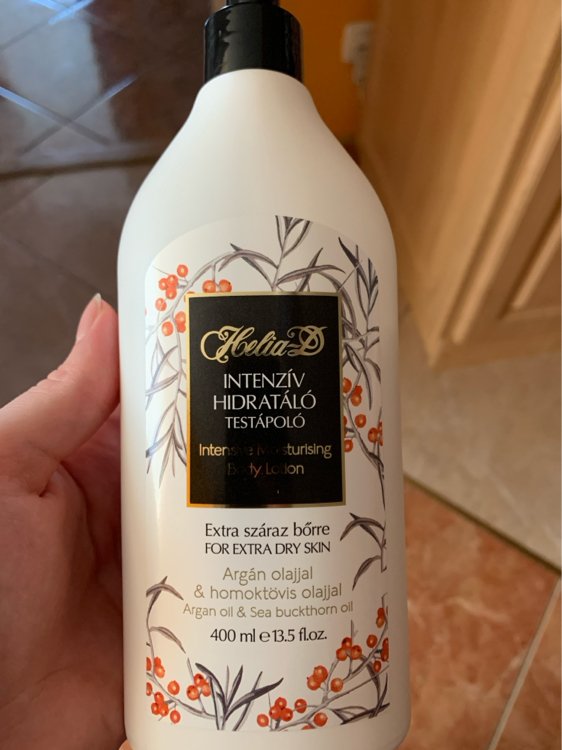 Helia-D
INTENZÍV
HIDRATÁLÓ
TESTÁPOLÓ
Intensive Moisturising
Body Lotion
Extra száraz bőrre
FOR EXTRA DRY SKIN
Argán olajjal
& homoktövis olajjal
Argan oil & Sea buckthorn oil
400 ml e 13.5 fl.oz.